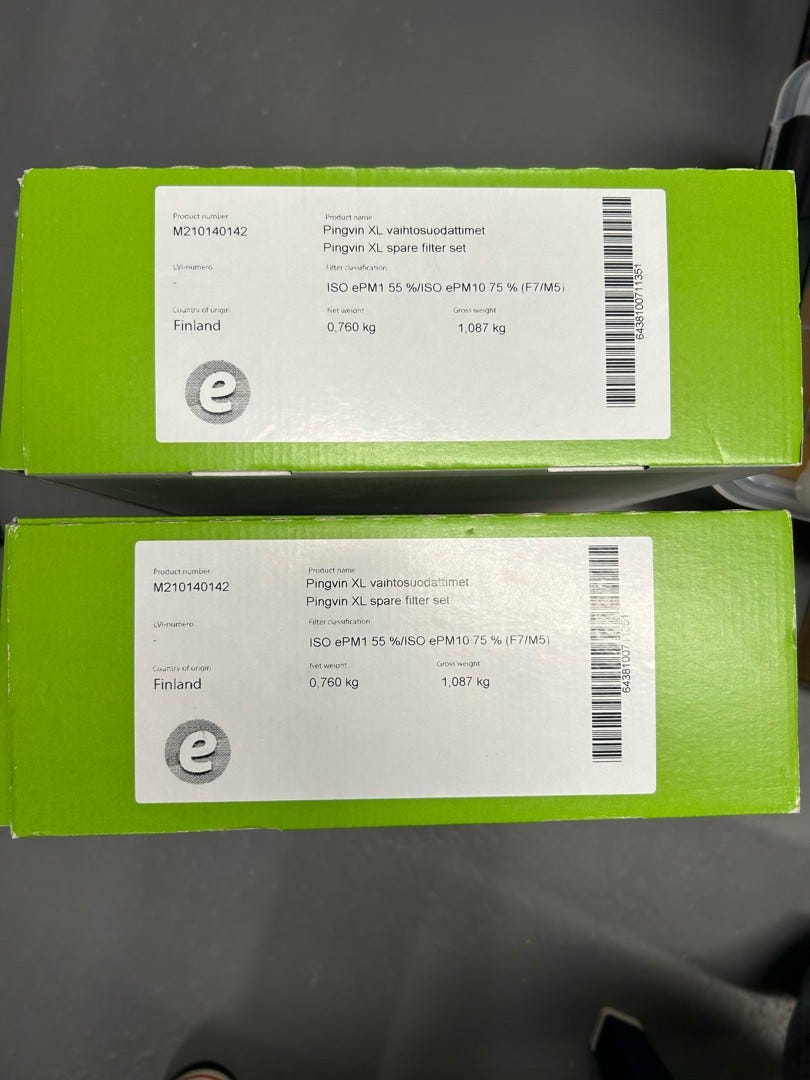 Product number
M210140142
Product name
Pingvin XL vaihtosuodattimet
Pingvin XL spare filter set
LVI-numero
-
Filter classification
ISO ePM1 55 %/ISO ePM10 75 % (F7/M5)
Country of origin
Finland
Net weight
0,760 kg
Gross weight
1,087 kg
e
6438100711351
Product number
M210140142
Product name
Pingvin XL vaihtosuodattimet
Pingvin XL spare filter set
LVI-numero
-
Filter classification
ISO ePM1 55 %/ISO ePM10 75 % (F7/M5)
Country of origin
Finland
Net weight
0,760 kg
Gross weight
1,087 kg
e